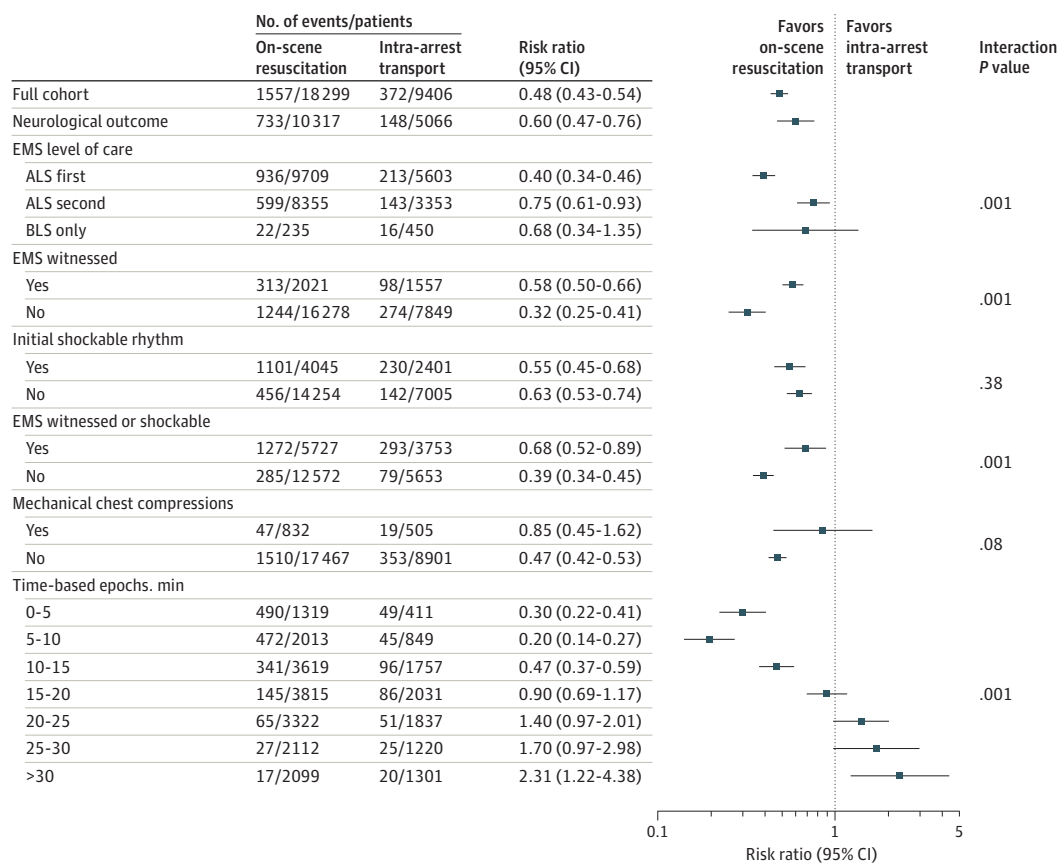 No. of events/patients
On-scene resuscitation Intra-arrest transport Risk ratio (95% CI) Favors on-scene resuscitation Favors intra-arrest transport Interaction P value
Full cohort 1557/18299 372/9406 0.48 (0.43-0.54)
Neurological outcome 733/10317 148/5066 0.60 (0.47-0.76)
EMS level of care
ALS first 936/9709 213/5603 0.40 (0.34-0.46)
ALS second 599/8355 143/3353 0.75 (0.61-0.93) .001
BLS only 22/235 16/450 0.68 (0.34-1.35)
EMS witnessed
Yes 313/2021 98/1557 0.58 (0.50-0.66)
.001
No 1244/16278 274/7849 0.32 (0.25-0.41)
Initial shockable rhythm
Yes 1101/4045 230/2401 0.55 (0.45-0.68)
.38
No 456/14254 142/7005 0.63 (0.53-0.74)
EMS witnessed or shockable
Yes 1272/5727 293/3753 0.68 (0.52-0.89)
.001
No 285/12572 79/5653 0.39 (0.34-0.45)
Mechanical chest compressions
Yes 47/832 19/505 0.85 (0.45-1.62)
.08
No 1510/17467 353/8901 0.47 (0.42-0.53)
Time-based epochs. min
0-5 490/1319 49/411 0.30 (0.22-0.41)
5-10 472/2013 45/849 0.20 (0.14-0.27)
10-15 341/3619 96/1757 0.47 (0.37-0.59)
15-20 145/3815 86/2031 0.90 (0.69-1.17) .001
20-25 65/3322 51/1837 1.40 (0.97-2.01)
25-30 27/2112 25/1220 1.70 (0.97-2.98)
>30 17/2099 20/1301 2.31 (1.22-4.38)
0.1 1 5
Risk ratio (95% CI)